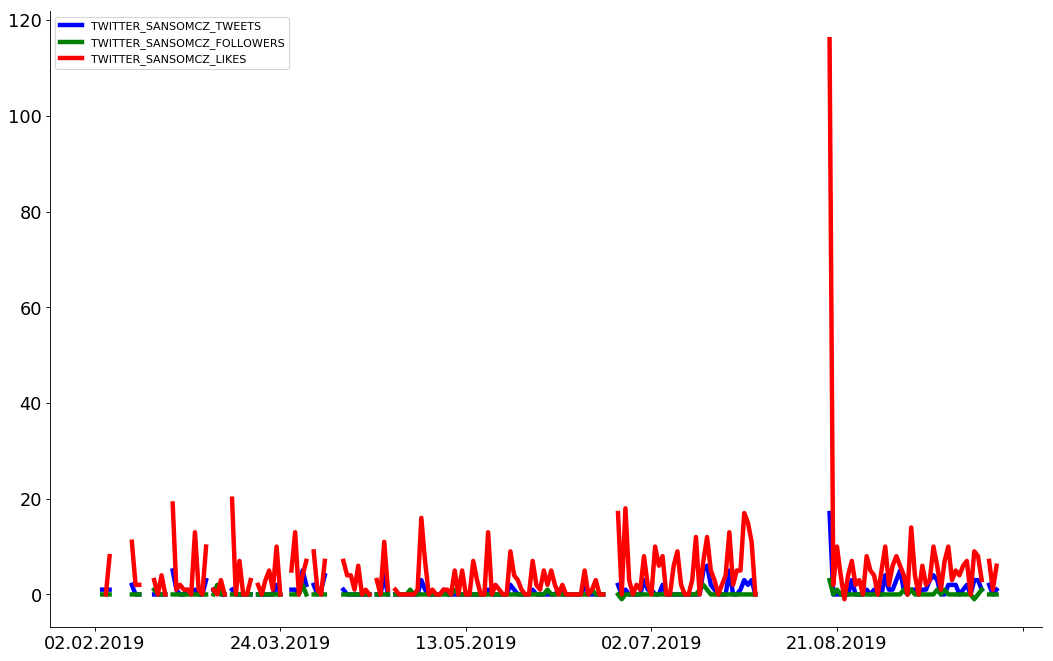 120
100
80
60
40
20
0
TWITTER_SANSOMCZ_TWEETS
TWITTER_SANSOMCZ_FOLLOWERS
TWITTER_SANSOMCZ_LIKES
02.02.2019 24.03.2019 13.05.2019 02.07.2019 21.08.2019